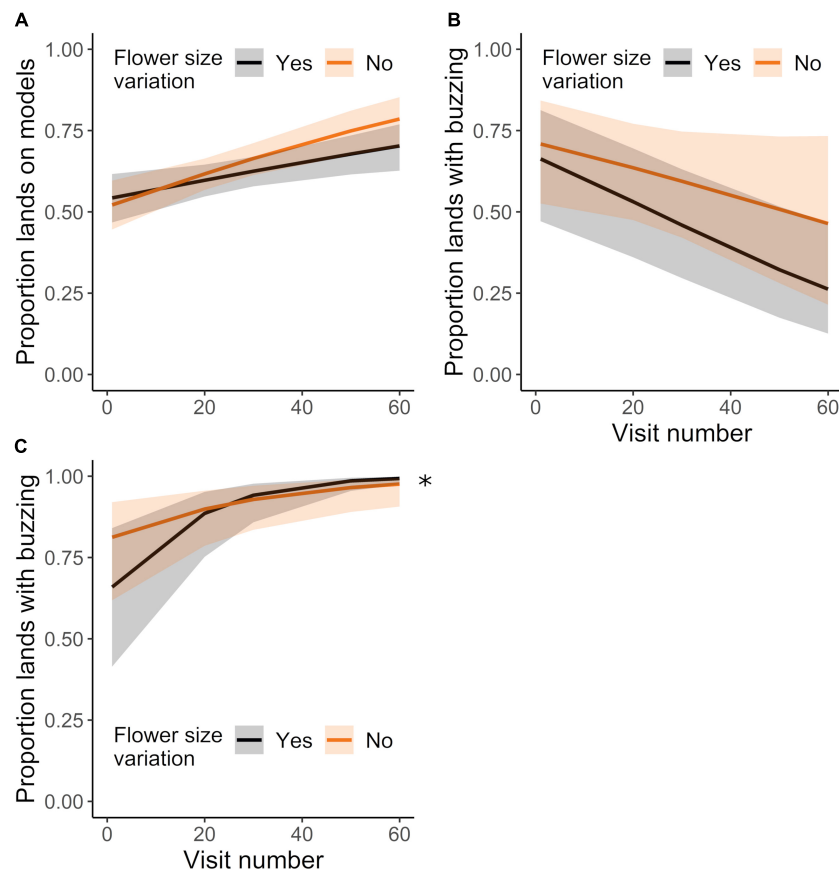 A
Proportion lands on models
1.00
0.75
0.50
0.25
0.00
Flower size
variation
Yes
No
0
20
40
60
B
Proportion lands with buzzing
1.00
0.75
0.50
0.25
0.00
Flower size
variation
Yes
No
0
20
40
60
Visit number
C
Proportion lands with buzzing
1.00
0.75
0.50
0.25
0.00
*
Flower size
variation
Yes
No
0
20
40
60
Visit number